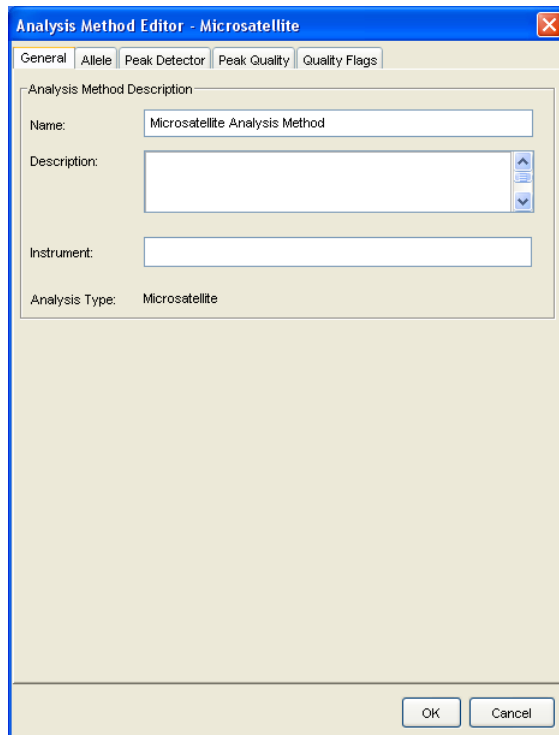 Analysis Method Editor - Microsatellite
General Allele Peak Detector Peak Quality Quality Flags
Analysis Method Description
Name: Microsatellite Analysis Method
Description:
Instrument:
Analysis Type: Microsatellite
OK Cancel